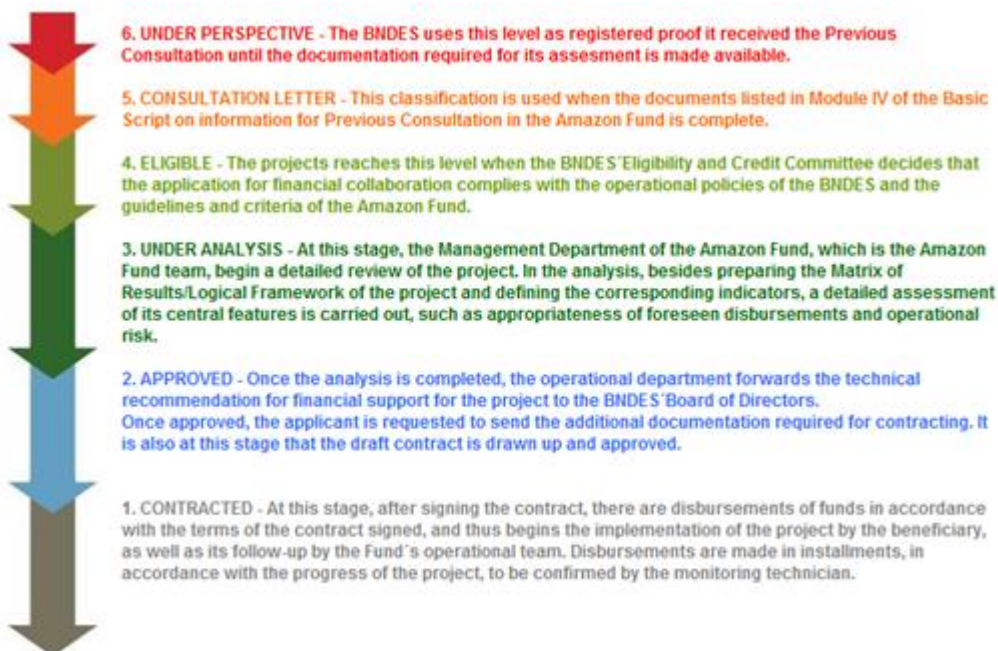 6. UNDER PERSPECTIVE - The BNDES uses this level as registered proof it received the Previous
Consultation until the documentation required for its assesment is made available.
5. CONSULTATION LETTER - This classification is used when the documents listed in Module IV of the Basic
Script on information for Previous Consultation in the Amazon Fund is complete.
4. ELIGIBLE - The projects reaches this level when the BNDES´Eligibility and Credit Committee decides that
the application for financial collaboration complies with the operational policies of the BNDES and the
guidelines and criteria of the Amazon Fund.
3. UNDER ANALYSIS - At this stage, the Management Department of the Amazon Fund, which is the Amazon
Fund team, begin a detailed review of the project. In the analysis, besides preparing the Matrix of
Results/Logical Framework of the project and defining the corresponding indicators, a detailed assessment
of its central features is carried out, such as appropriateness of foreseen disbursements and operational
risk.
2. APPROVED - Once the analysis is completed, the operational department forwards the technical
recommendation for financial support for the project to the BNDES´Board of Directors.
Once approved, the applicant is requested to send the additional documentation required for contracting. It
is also at this stage that the draft contract is drawn up and approved.
1. CONTRACTED - At this stage, after signing the contract, there are disbursements of funds in accordance
with the terms of the contract signed, and thus begins the implementation of the project by the beneficiary,
as well as its follow-up by the Fund´s operational team. Disbursements are made in installments, in
accordance with the progress of the project, to be confirmed by the monitoring technician.